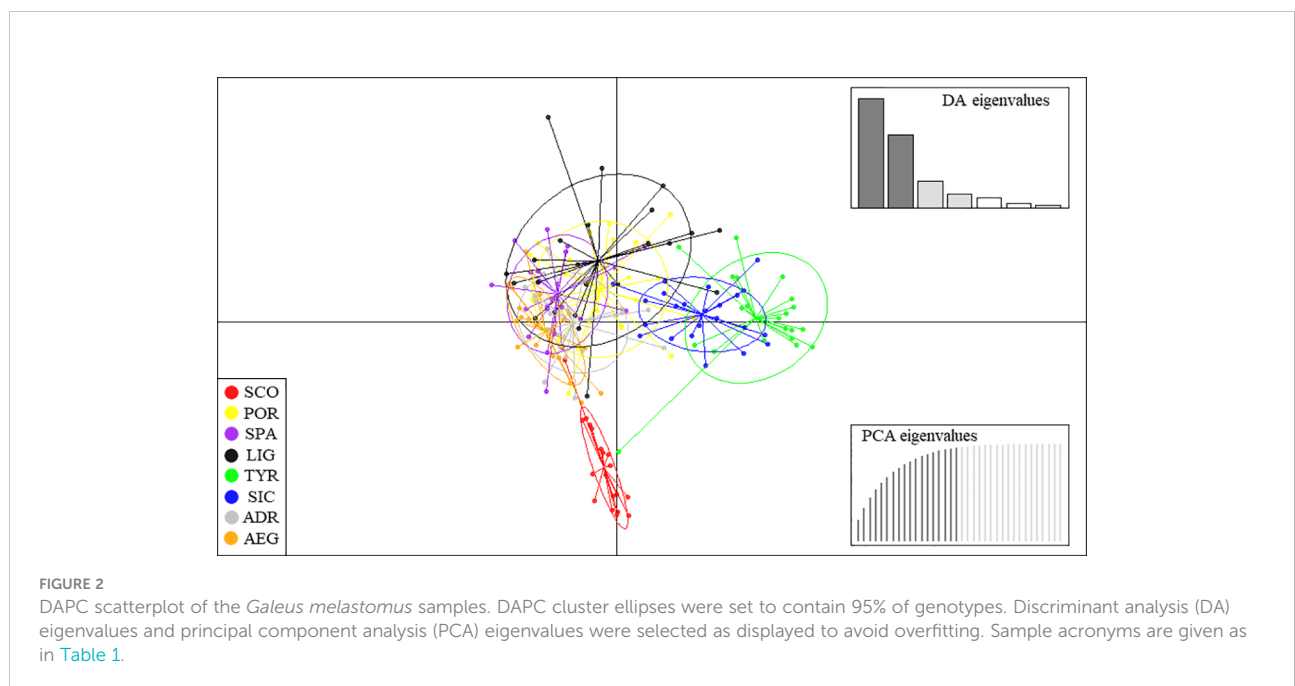 DA eigenvalues
PCA eigenvalues
SCO
POR
SPA
LIG
TYR
SIC
ADR
AEG
FIGURE 2
DAPC scatterplot of the Galeus melastomus samples. DAPC cluster ellipses were set to contain 95% of genotypes. Discriminant analysis (DA)
eigenvalues and principal component analysis (PCA) eigenvalues were selected as displayed to avoid overfitting. Sample acronyms are given as
in Table 1.